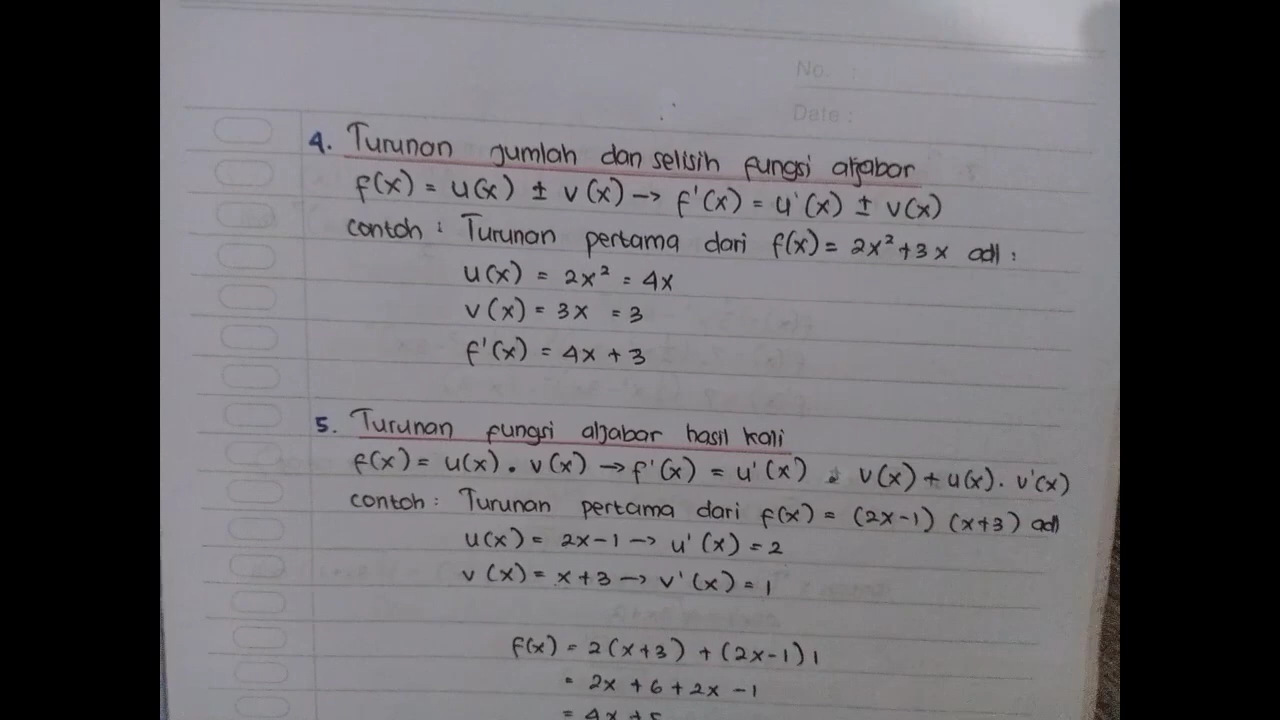 No.
Date :
4. Turunan jumlah dan selisih fungsi aljabar
f(x) = u(x) ± v(x) → f'(x) = u'(x) ± v(x)
contoh : Turunan pertama dari f(x) = 2x² + 3x adl :
u(x) = 2x² = 4x
v(x) = 3x = 3
f'(x) = 4x + 3
5. Turunan fungsi aljabar hasil kali
f(x) = u(x) . v(x) → f'(x) = u'(x) . v(x) + u(x) . v'(x)
contoh : Turunan pertama dari f(x) = (2x-1) (x+3) adl
u(x) = 2x-1 → u'(x) = 2
v(x) = x+3 → v'(x) = 1
f(x) = 2(x+3) + (2x-1) 1
= 2x + 6 + 2x - 1
= 4x + 5